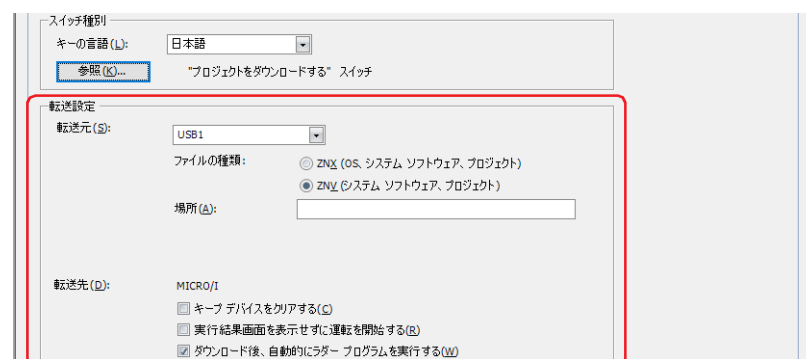 スイッチ種別
キーの言語(L): 日本語
参照(K)... "プロジェクトをダウンロードする" スイッチ
転送設定
転送元(S): USB1
ファイルの種類: ZNX (OS、システム ソフトウェア、プロジェクト)
ZNV (システム ソフトウェア、プロジェクト)
場所(A):
転送先(D): MICRO/I
キープ デバイスをクリアする(C)
実行結果画面を表示せずに運転を開始する(R)
ダウンロード後、自動的にラダー プログラムを実行する(W)